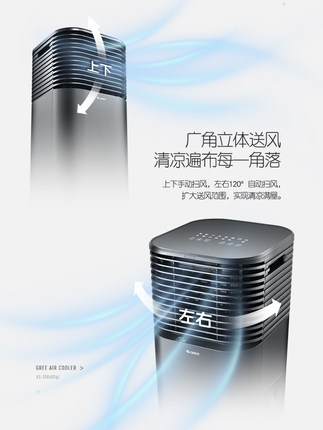 上下
广角立体送风
清凉遍布每一角落
上下手动扫风，左右120°自动扫风，
扩大送风范围，实现清凉满屋。
左右
GREE AIR COOLER >